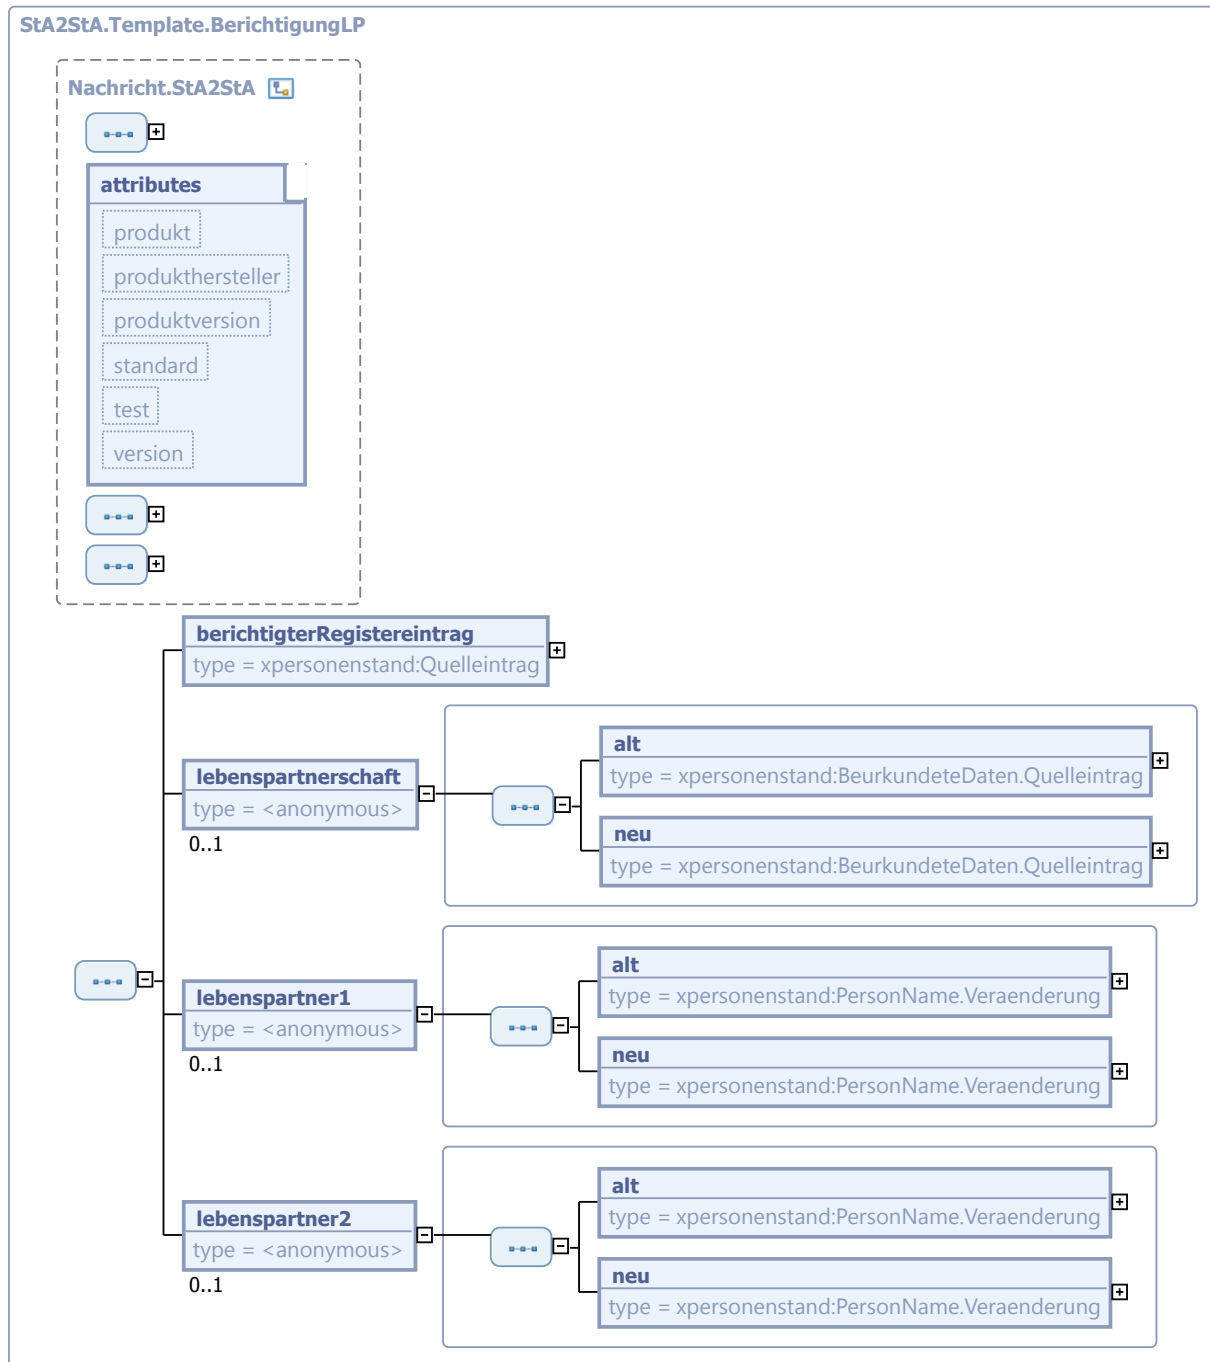 StA2StA.Template.BerichtigungLP
Nachricht.StA2StA
attributes
produkt
produkthersteller
produktversion
standard
test
version
berichtigterRegistereintrag
type = xpersonenstand:Quelleintrag
lebenspartnerschaft
type = <anonymous>
0..1
alt
type = xpersonenstand:BeurkundeteDaten.Quelleintrag
neu
type = xpersonenstand:BeurkundeteDaten.Quelleintrag
lebenspartner1
type = <anonymous>
0..1
alt
type = xpersonenstand:PersonName.Veraenderung
neu
type = xpersonenstand:PersonName.Veraenderung
lebenspartner2
type = <anonymous>
0..1
alt
type = xpersonenstand:PersonName.Veraenderung
neu
type = xpersonenstand:PersonName.Veraenderung